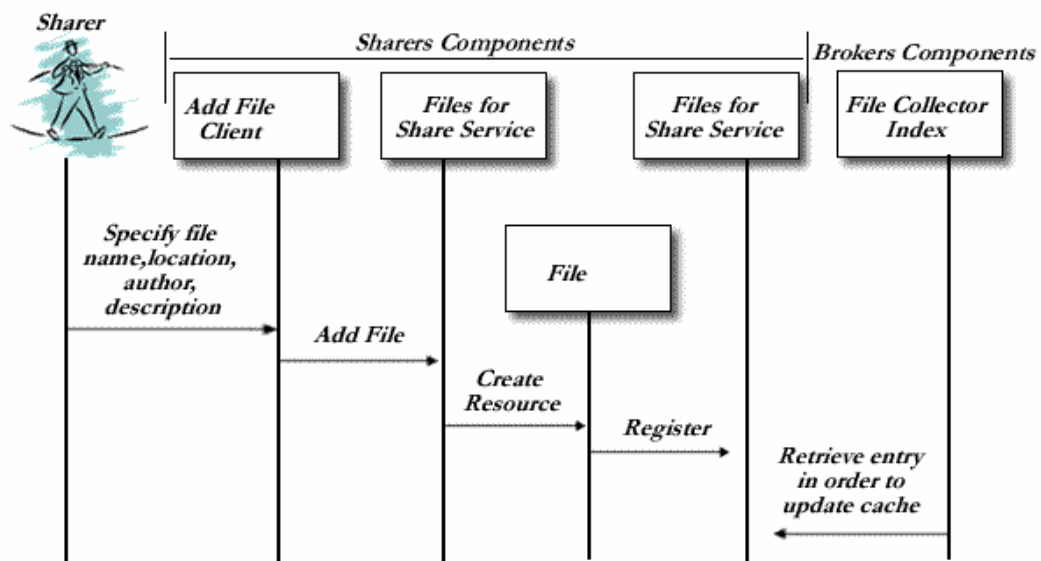 Sharer
Sharers Components
Brokers Components
Add File
Client
Files for
Share Service
Files for
Share Service
File Collector
Index
Specify file
name,location,
author,
description
File
Add File
Create
Resource
Register
Retrieve entry
in order to
update cache